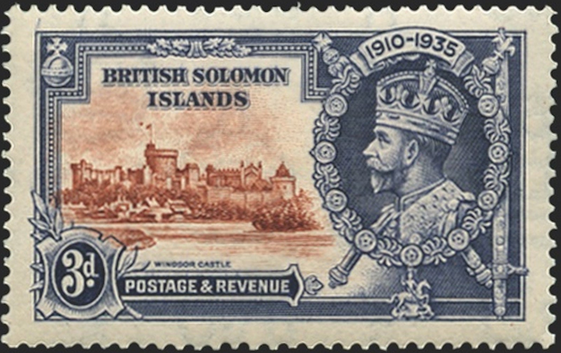 1910-1935
BRITISH SOLOMON
ISLANDS
WINDSOR CASTLE
3d.
POSTAGE & REVENUE